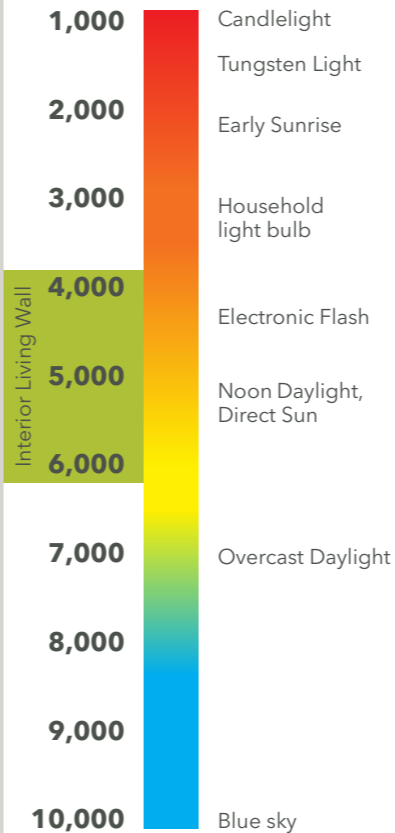 1,000
Candlelight
Tungsten Light
2,000
Early Sunrise
3,000
Household
light bulb
Interior Living Wall
4,000
Electronic Flash
5,000
Noon Daylight,
Direct Sun
6,000
7,000
Overcast Daylight
8,000
9,000
10,000
Blue sky